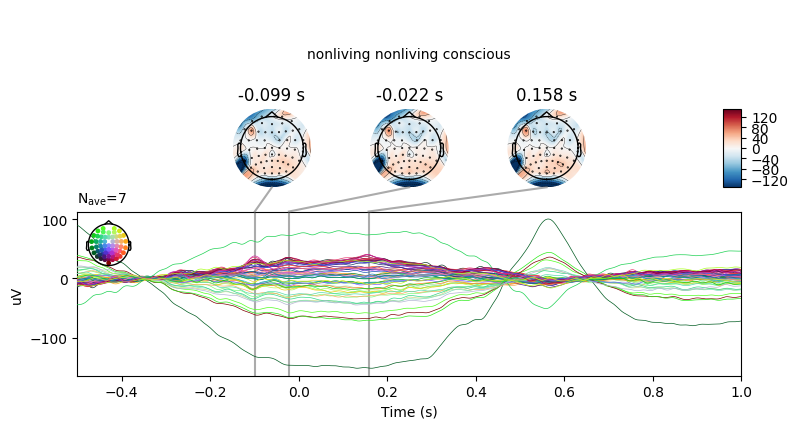 nonliving nonliving conscious
-0.099 s
-0.022 s
0.158 s
120
80
40
0
−40
−80
−120
Nave=7
100
0
−100
uV
−0.4
−0.2
0.0
0.2
0.4
0.6
0.8
1.0
Time (s)